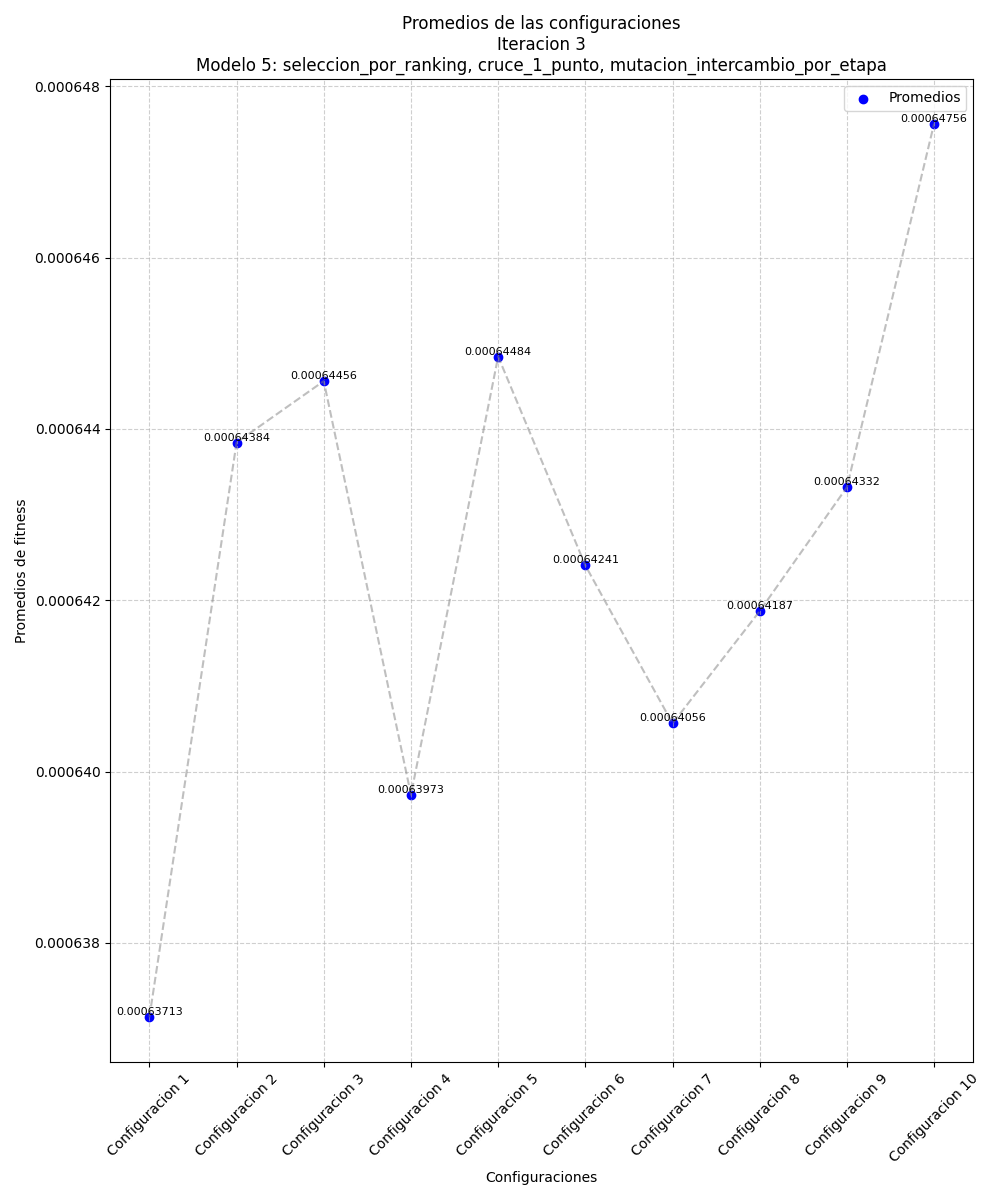 Promedios de las configuraciones
Iteracion 3
Modelo 5: seleccion_por_ranking, cruce_1_punto, mutacion_intercambio_por_etapa
0.000648
Promedios
0.00064756
0.000646
0.00064484
0.00064456
0.000644
0.00064384
0.00064332
0.00064241
0.000642
0.00064187
0.00064056
0.000640
0.00063973
0.000638
0.00063713
Promedios de fitness
Configuracion 1
Configuracion 2
Configuracion 3
Configuracion 4
Configuracion 5
Configuracion 6
Configuracion 7
Configuracion 8
Configuracion 9
Configuracion 10
Configuraciones